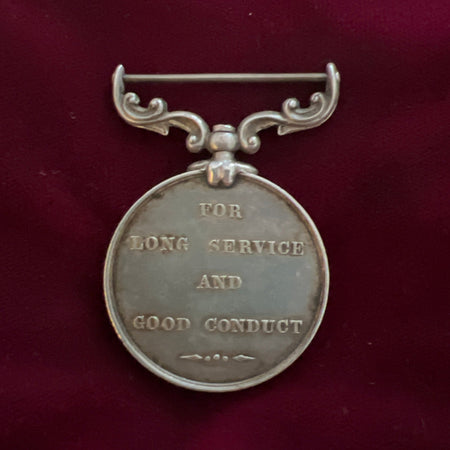 FOR
LONG SERVICE
AND
GOOD CONDUCT